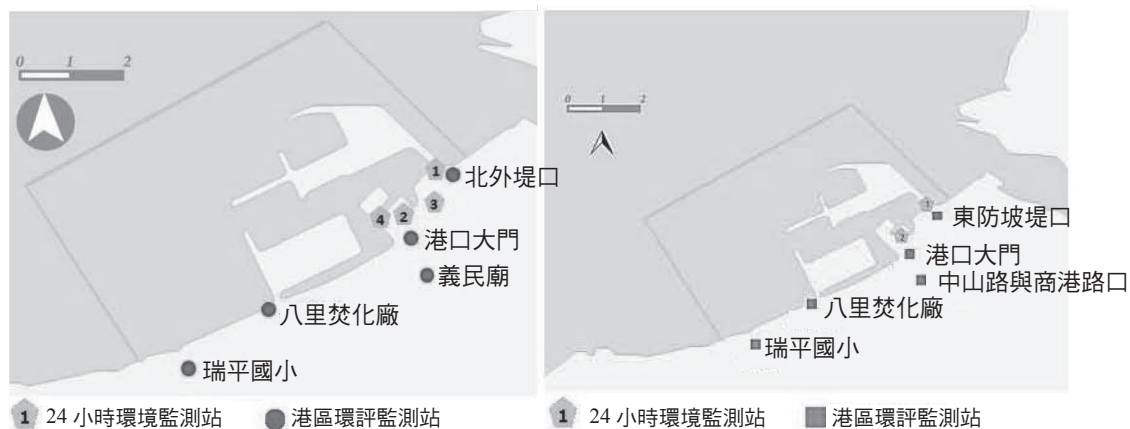 0 1 2
1
北外堤口
3
2
4
港口大門
義民廟
八里焚化廠
瑞平國小
1 24 小時環境監測站
港區環評監測站
0 1 2
1
東防坡堤口
2
港口大門
中山路與商港路口
八里焚化廠
瑞平國小
1 24 小時環境監測站
港區環評監測站